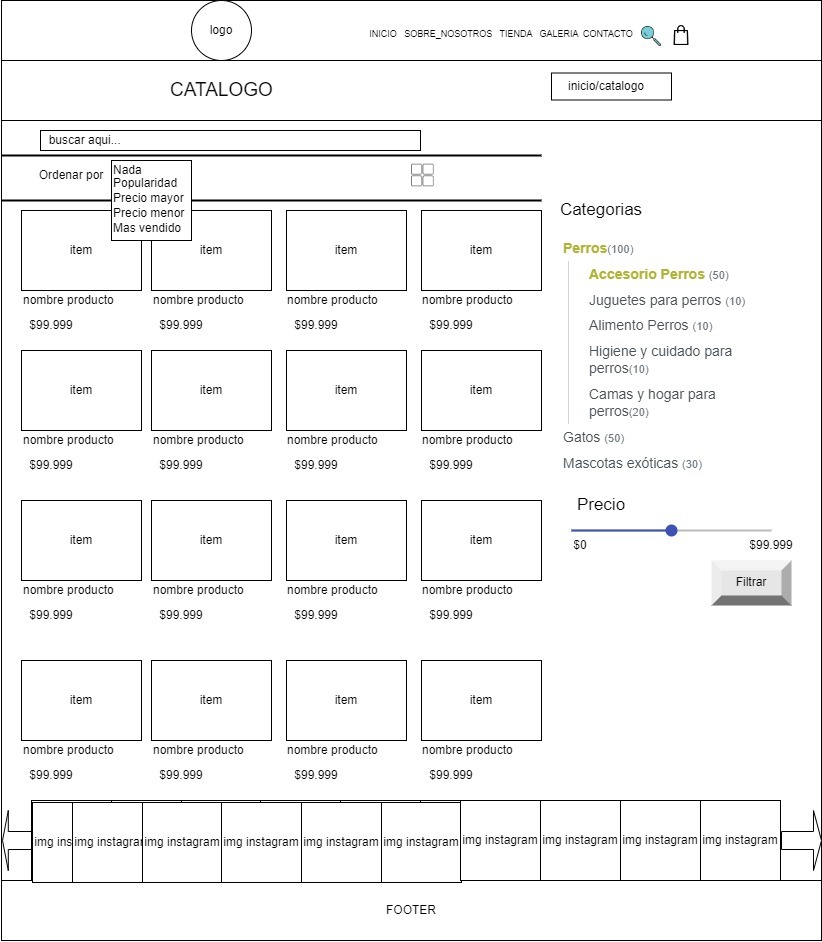 logo
INICIO SOBRE_NOSOTROS TIENDA GALERIA CONTACTO
CATALOGO
inicio/catalogo
buscar aqui...
Ordenar por
Nada
Popularidad
Precio mayor
Precio menor
Mas vendido
item item item item
nombre producto nombre producto nombre producto nombre producto
$99.999 $99.999 $99.999 $99.999
item item item item
nombre producto nombre producto nombre producto nombre producto
$99.999 $99.999 $99.999 $99.999
item item item item
nombre producto nombre producto nombre producto nombre producto
$99.999 $99.999 $99.999 $99.999
item item item item
nombre producto nombre producto nombre producto nombre producto
$99.999 $99.999 $99.999 $99.999
Categorias
Perros(100)
Accesorio Perros (50)
Juguetes para perros (10)
Alimento Perros (10)
Higiene y cuidado para
perros(10)
Camas y hogar para
perros(20)
Gatos (50)
Mascotas exóticas (30)
Precio
$0 $99.999
Filtrar
img ins img instagra img instagram img instagram img instagram img instagram img instagram img instagram img instagram img instagram
FOOTER